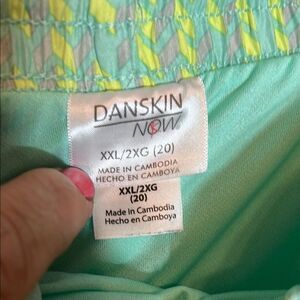 DANSKIN
NOW
XXL/2XG (20)
MADE IN CAMBODIA
HECHO EN CAMBOYA
XXL/2XG
(20)
Made in Cambodia
Hecho en Camboya